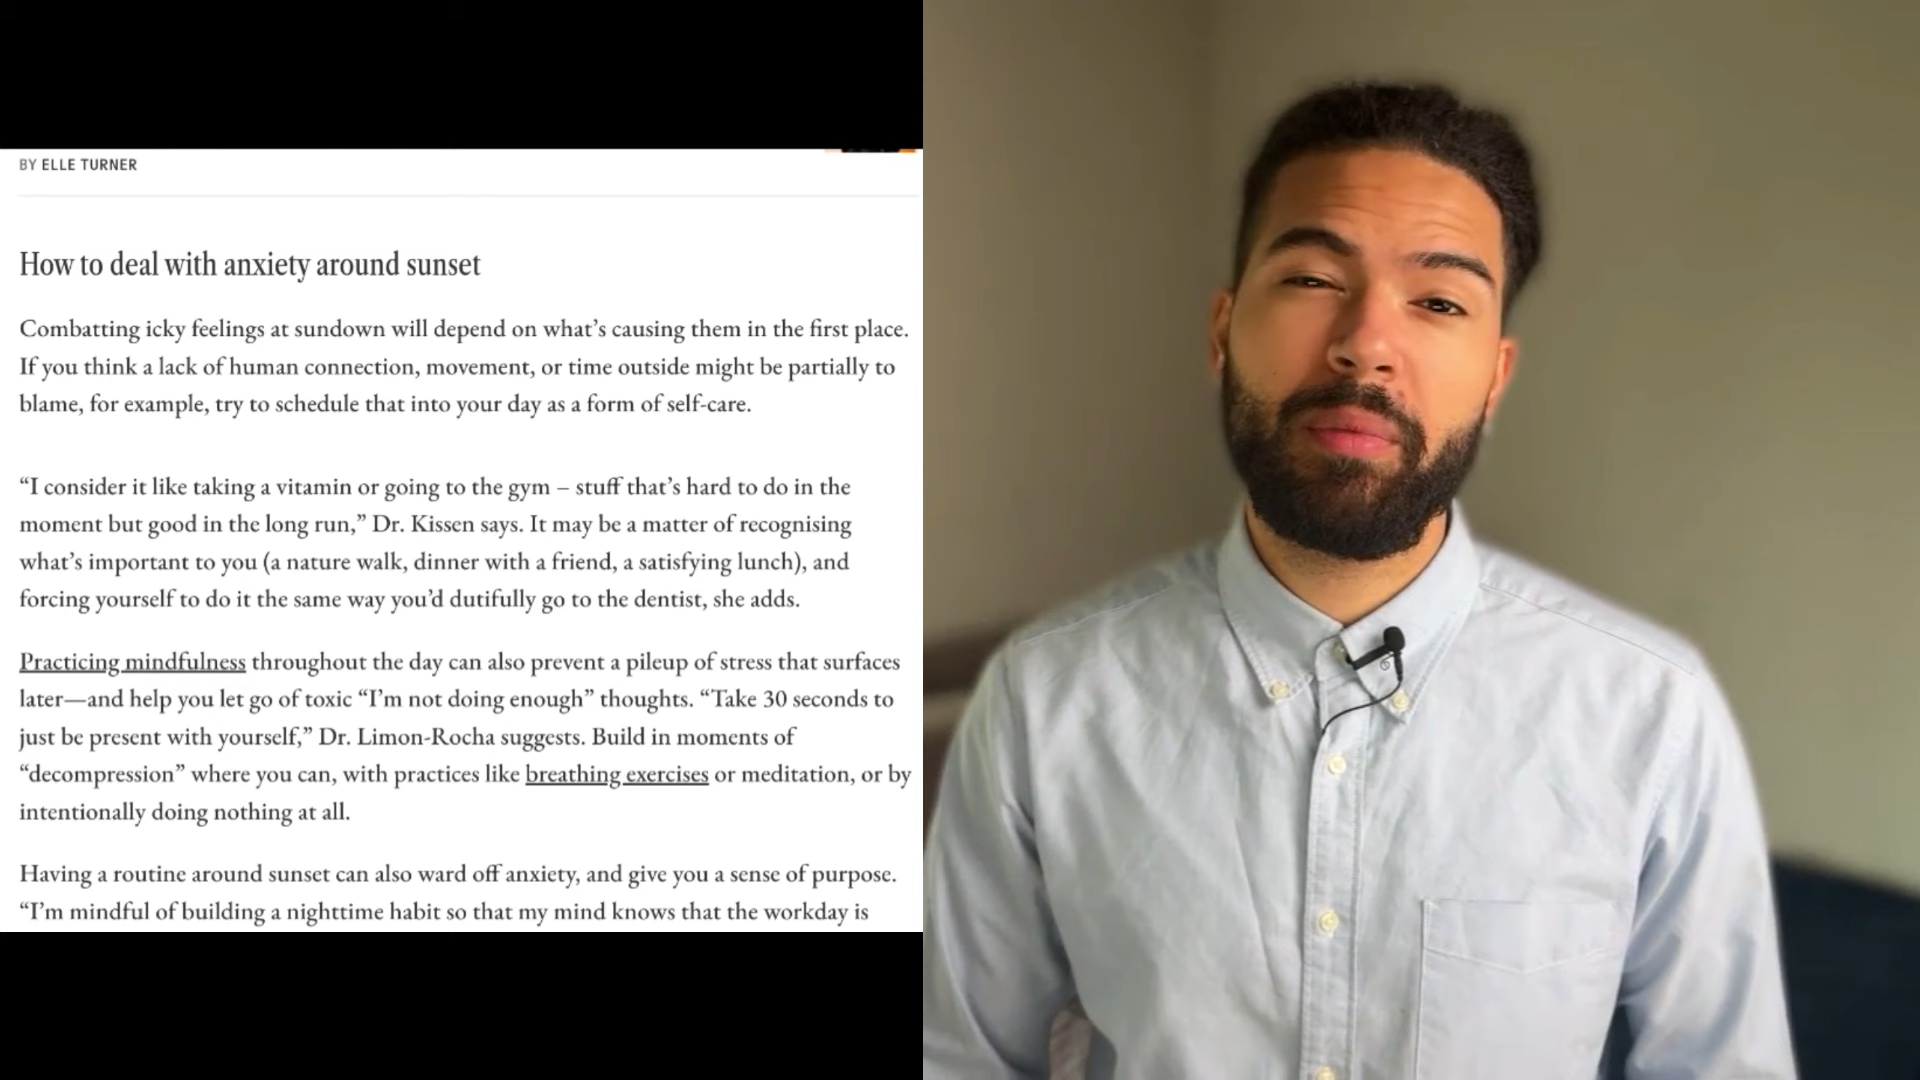 BY ELLE TURNER
How to deal with anxiety around sunset
Combatting icky feelings at sundown will depend on what’s causing them in the first place.
If you think a lack of human connection, movement, or time outside might be partially to
blame, for example, try to schedule that into your day as a form of self-care.
“I consider it like taking a vitamin or going to the gym – stuff that’s hard to do in the
moment but good in the long run,” Dr. Kissen says. It may be a matter of recognising
what’s important to you (a nature walk, dinner with a friend, a satisfying lunch), and
forcing yourself to do it the same way you’d dutifully go to the dentist, she adds.
Practicing mindfulness throughout the day can also prevent a pileup of stress that surfaces
later—and help you let go of toxic “I’m not doing enough” thoughts. “Take 30 seconds to
just be present with yourself,” Dr. Limon-Rocha suggests. Build in moments of
“decompression” where you can, with practices like breathing exercises or meditation, or by
intentionally doing nothing at all.
Having a routine around sunset can also ward off anxiety, and give you a sense of purpose.
“I’m mindful of building a nighttime habit so that my mind knows that the workday is